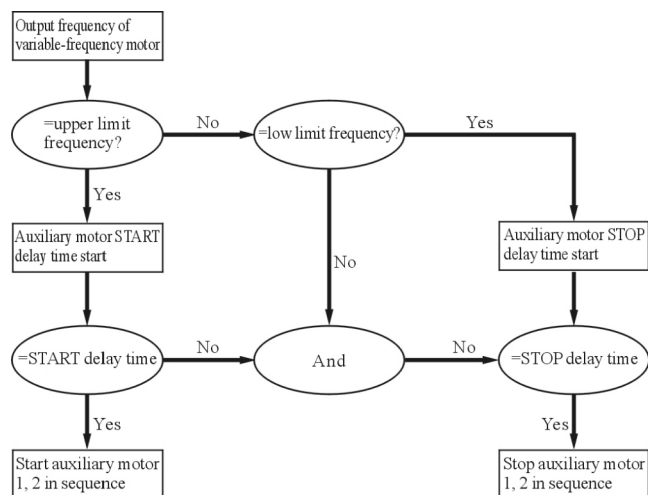 Output frequency of
variable-frequency motor
=upper limit
frequency?
No
=low limit frequency?
Yes
Yes
Auxiliary motor START
delay time start
No
Auxiliary motor STOP
delay time start
=START delay time
No
And
No
=STOP delay time
Yes
Yes
Start auxiliary motor
1, 2 in sequence
Stop auxiliary motor
1, 2 in sequence